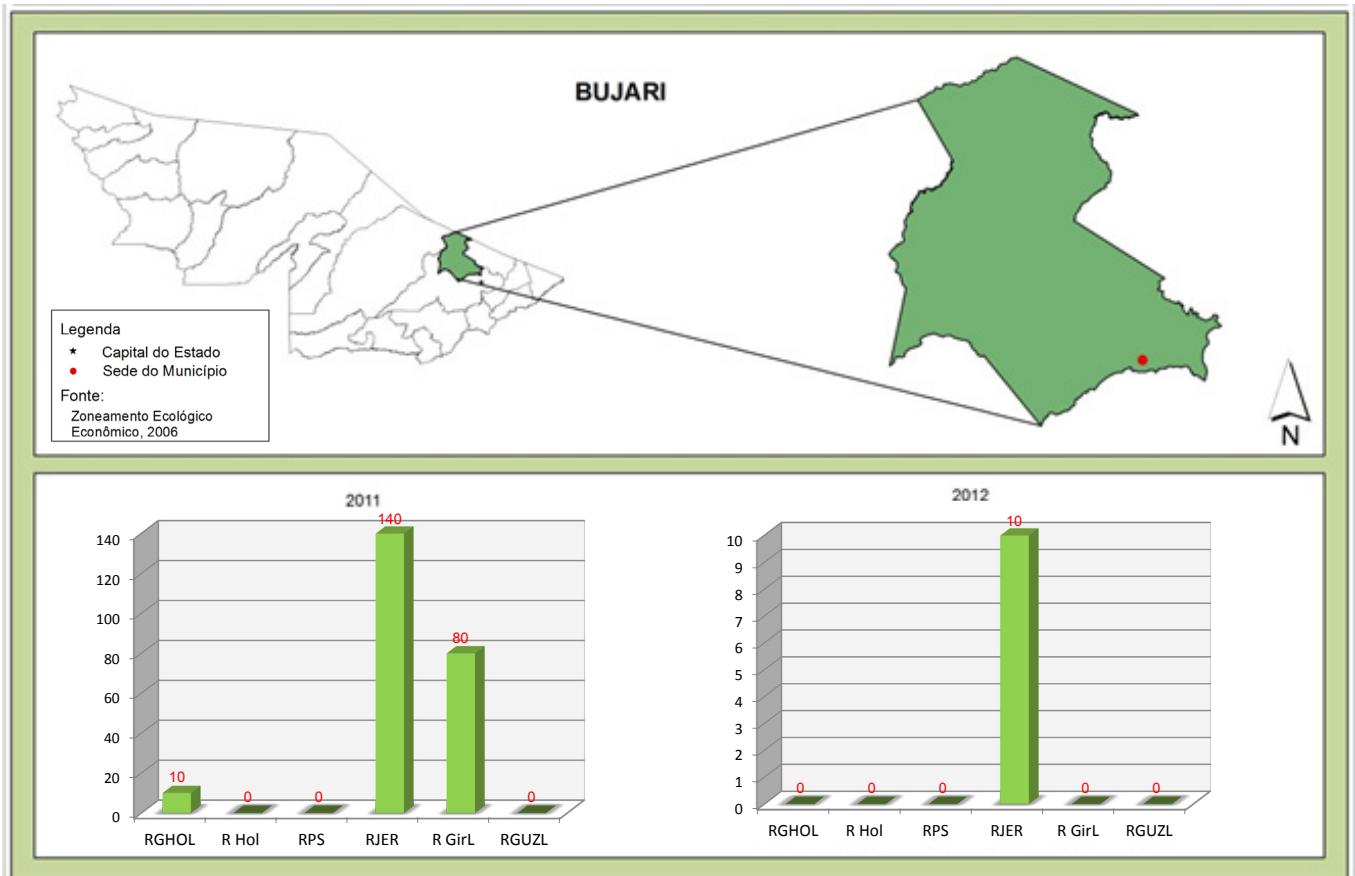 BUJARI
Legenda
Capital do Estado
Sede do Município
Fonte:
Zoneamento Ecológico
Econômico, 2006
N
2011
140
120
100
80
60
40
20
0
10
0
0
140
80
0
RGHOL
R Hol
RPS
RJER
R GirL
RGUZL
2012
10
9
8
7
6
5
4
3
2
1
0
0
0
0
10
0
0
RGHOL
R Hol
RPS
RJER
R GirL
RGUZL